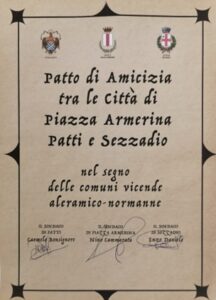 Patto di Amicizia
tra le Città di
Piazza Armerina
Patti e Sezzadio
nel segno
delle comuni vicende
aleramico-normanne
IL SINDACO
DI PATTI
Carmelo Bonsignore
IL SINDACO
DI PIAZZA ARMERINA
Nino Cammarata
IL SINDACO
DI SEZZADIO
Enzo Daniele